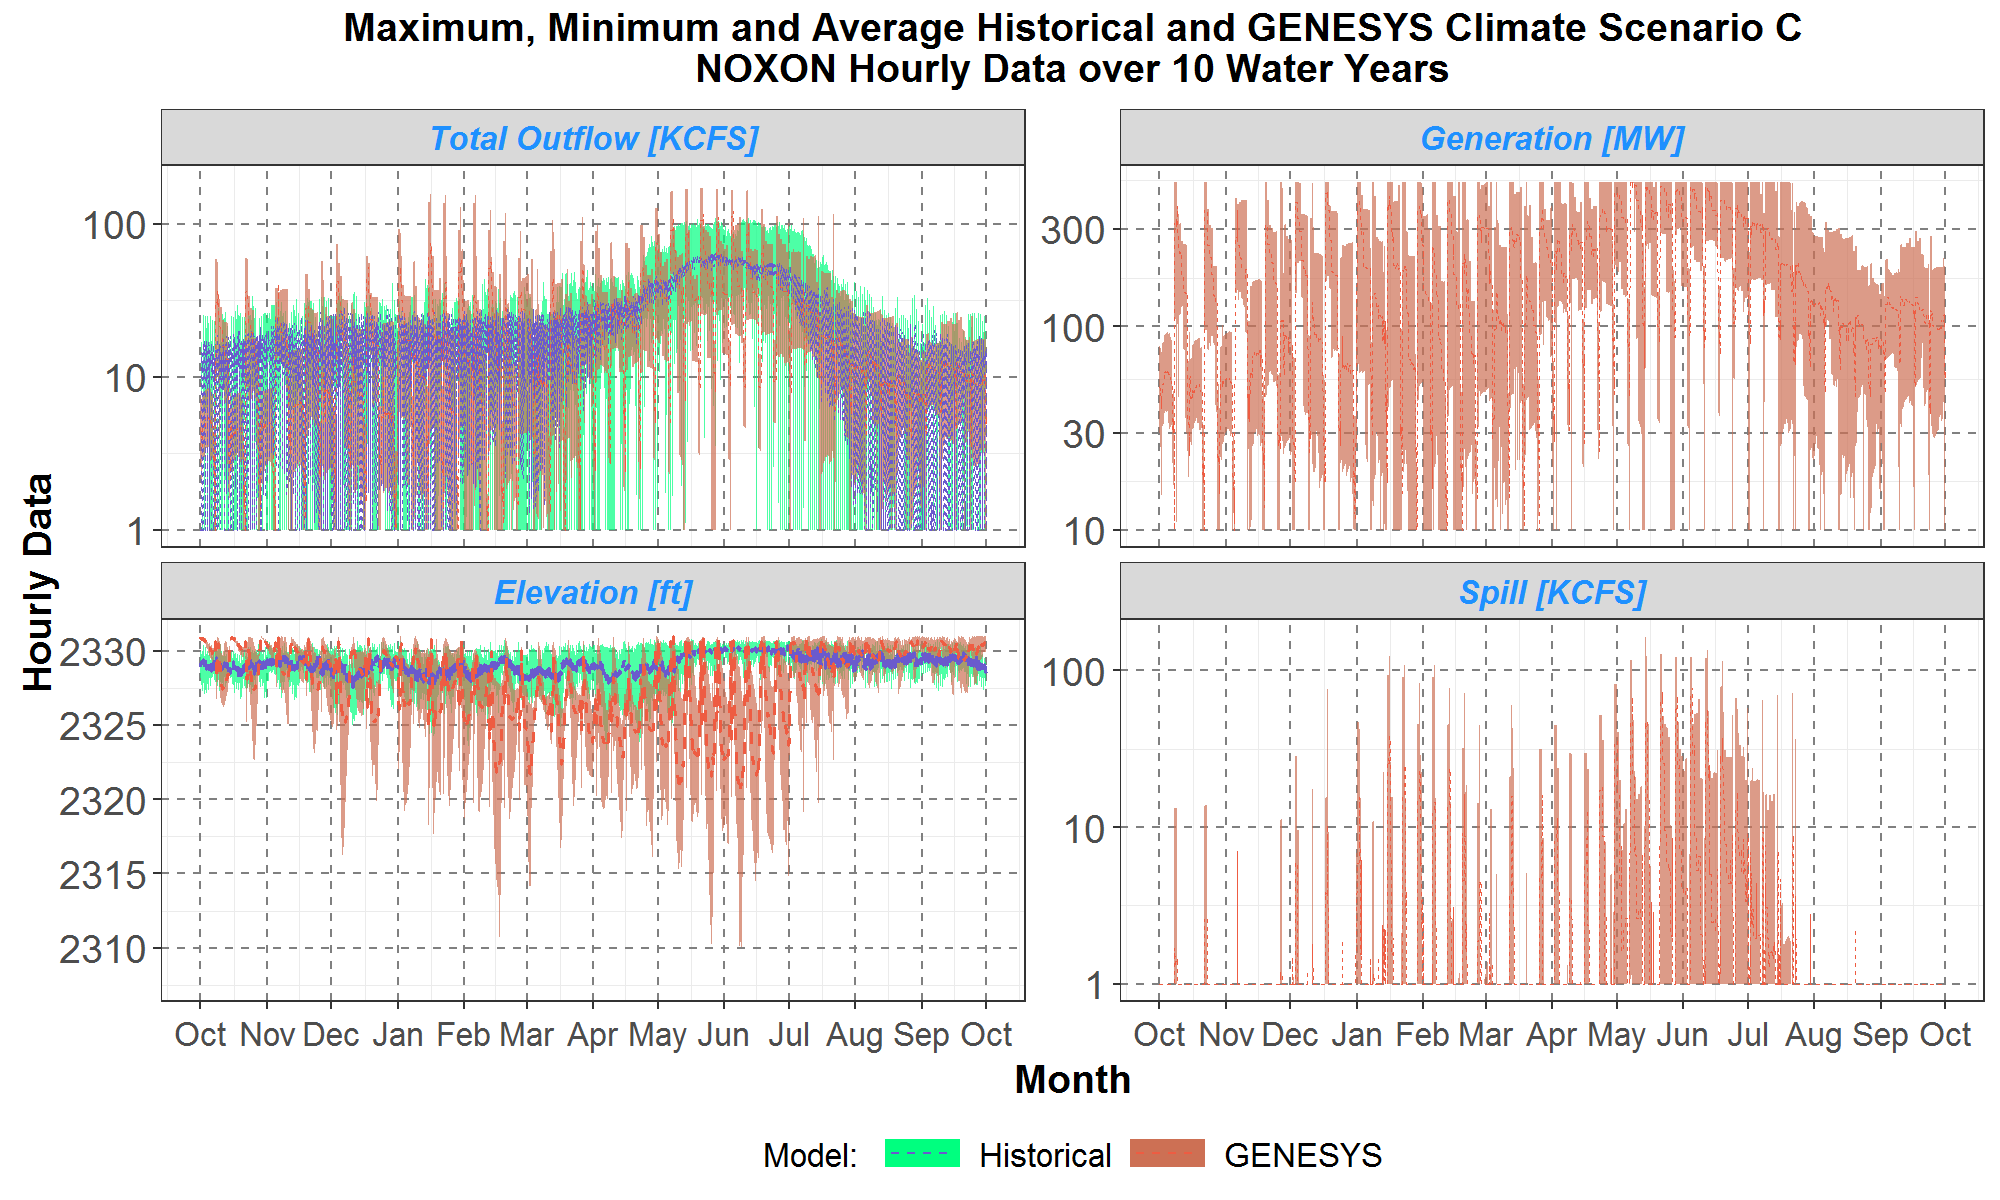 Maximum, Minimum and Average Historical and GENESYS Climate Scenario C
NOXON Hourly Data over 10 Water Years
Total Outflow [KCFS]
100
10
1
Generation [MW]
300
100
30
10
Hourly Data
Elevation [ft]
2330
2325
2320
2315
2310
Oct Nov Dec Jan Feb Mar Apr May Jun Jul Aug Sep Oct
Spill [KCFS]
100
10
1
Oct Nov Dec Jan Feb Mar Apr May Jun Jul Aug Sep Oct
Month
Model: Historical GENESYS